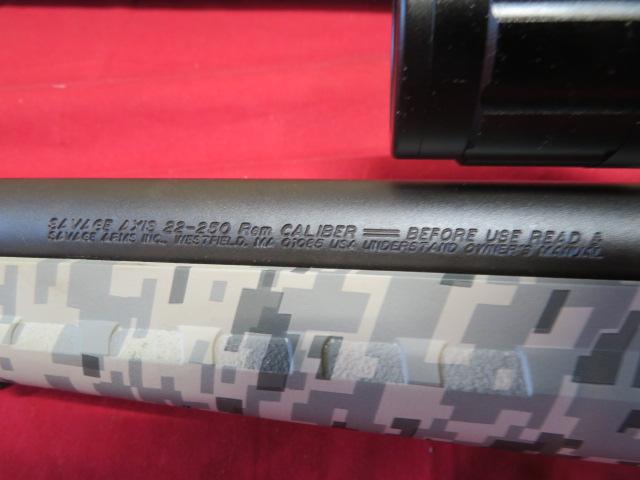 SAVAGE AXIS 22-250 Rem CALIBER BEFORE USE READ &
SAVAGE ARMS INC., WESTFIELD, MA 01085 USA UNDERSTAND OWNER'S MANUAL